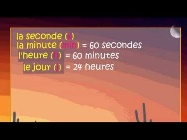 la seconde ( )
la minute ( ) = 60 secondes
l'heure ( ) = 60 minutes
le jour ( ) = 24 heures